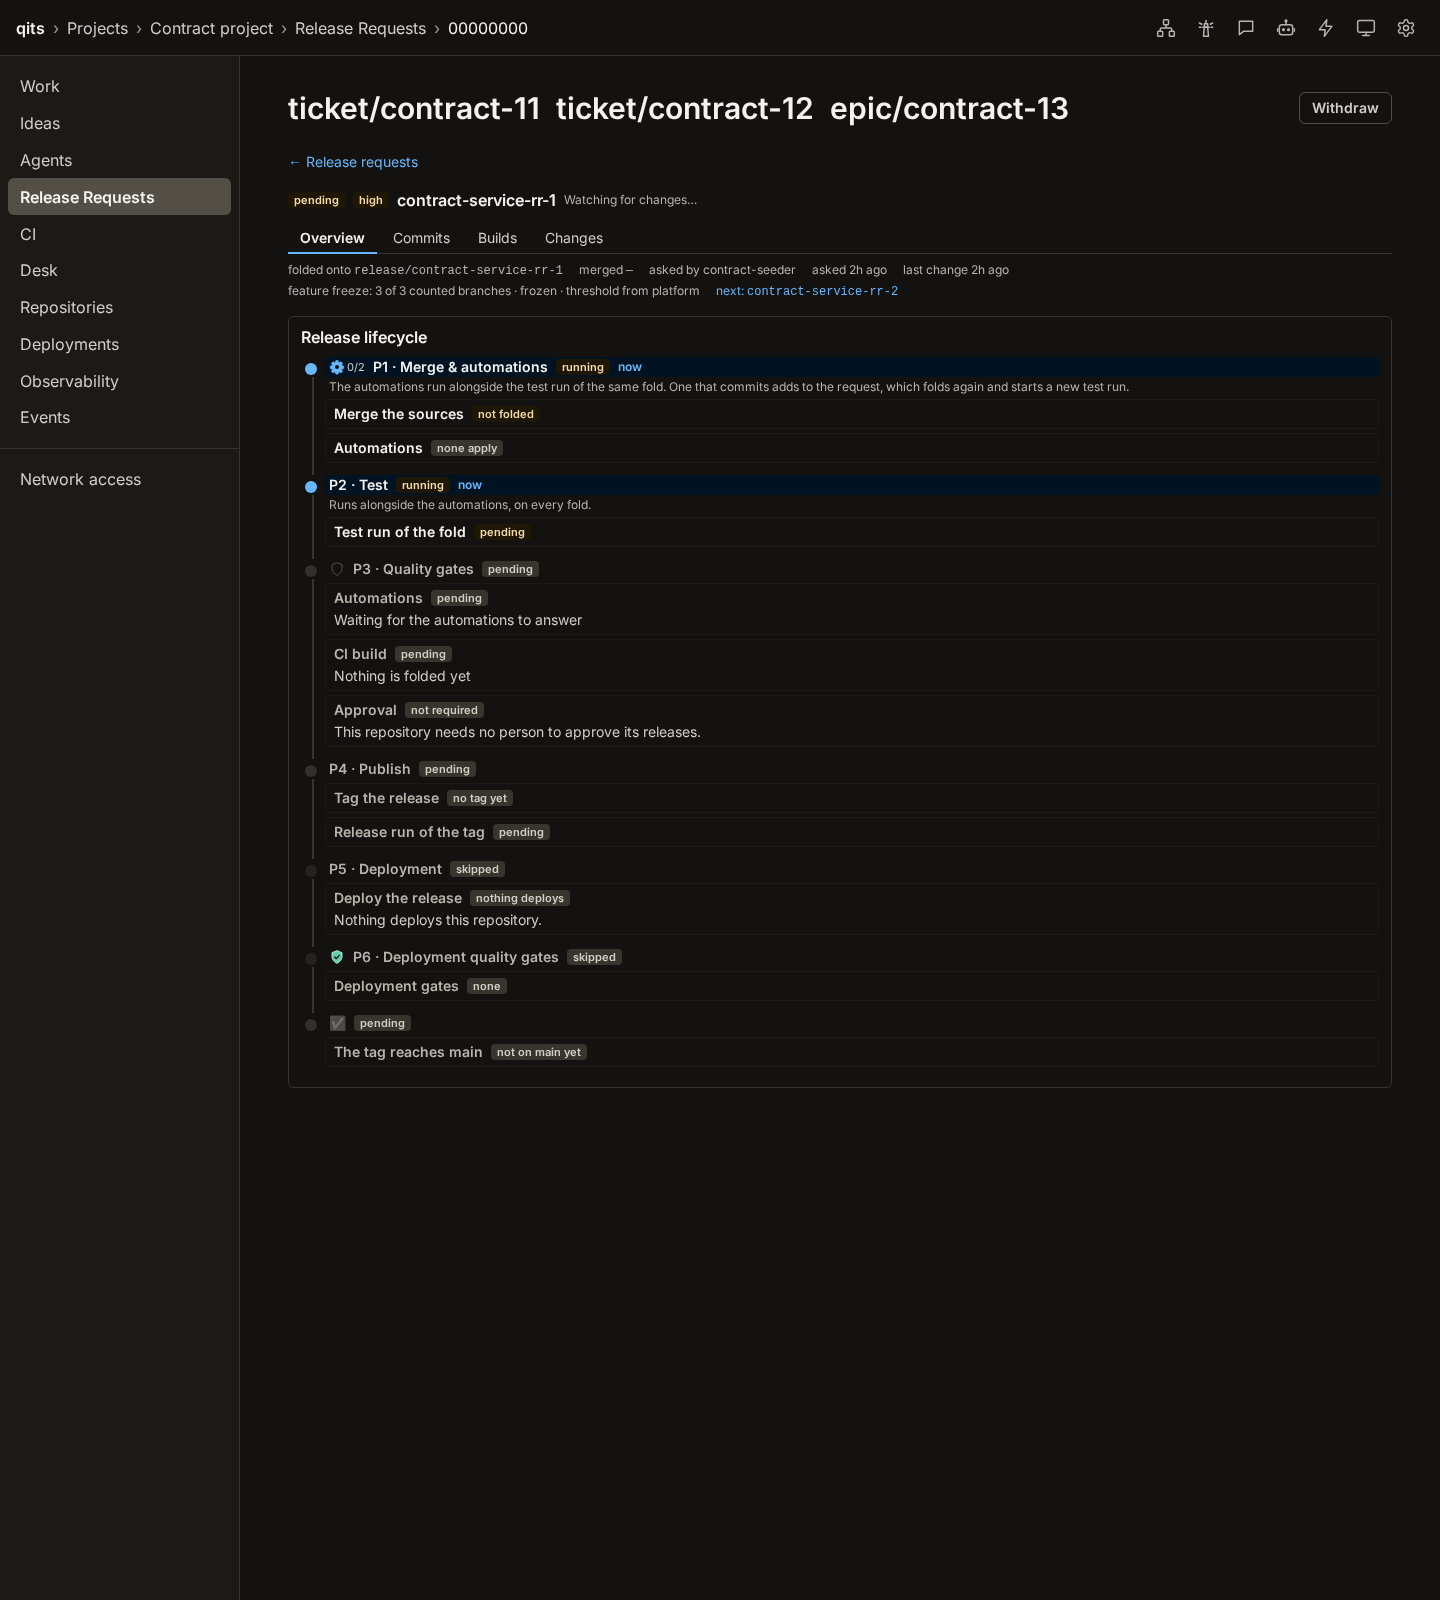 qits › Projects › Contract project › Release Requests › 00000000
Work
Ideas
Agents
Release Requests
CI
Desk
Repositories
Deployments
Observability
Events
Network access
ticket/contract-11 ticket/contract-12 epic/contract-13
Withdraw
← Release requests
pending high contract-service-rr-1 Watching for changes…
Overview Commits Builds Changes
folded onto release/contract-service-rr-1 merged — asked by contract-seeder asked 2h ago last change 2h ago
feature freeze: 3 of 3 counted branches · frozen · threshold from platform next: contract-service-rr-2
Release lifecycle
0/2 P1 · Merge & automations running now
The automations run alongside the test run of the same fold. One that commits adds to the request, which folds again and starts a new test run.
Merge the sources not folded
Automations none apply
P2 · Test running now
Runs alongside the automations, on every fold.
Test run of the fold pending
P3 · Quality gates pending
Automations pending
Waiting for the automations to answer
CI build pending
Nothing is folded yet
Approval not required
This repository needs no person to approve its releases.
P4 · Publish pending
Tag the release no tag yet
Release run of the tag pending
P5 · Deployment skipped
Deploy the release nothing deploys
Nothing deploys this repository.
P6 · Deployment quality gates skipped
Deployment gates none
pending
The tag reaches main not on main yet